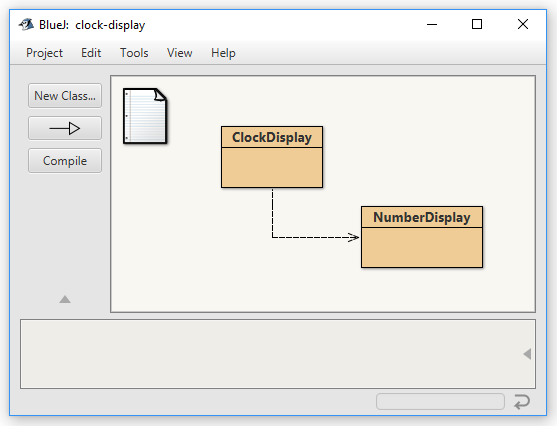 BlueJ: clock-display
Project Edit Tools View Help
New Class...
Compile
ClockDisplay
NumberDisplay